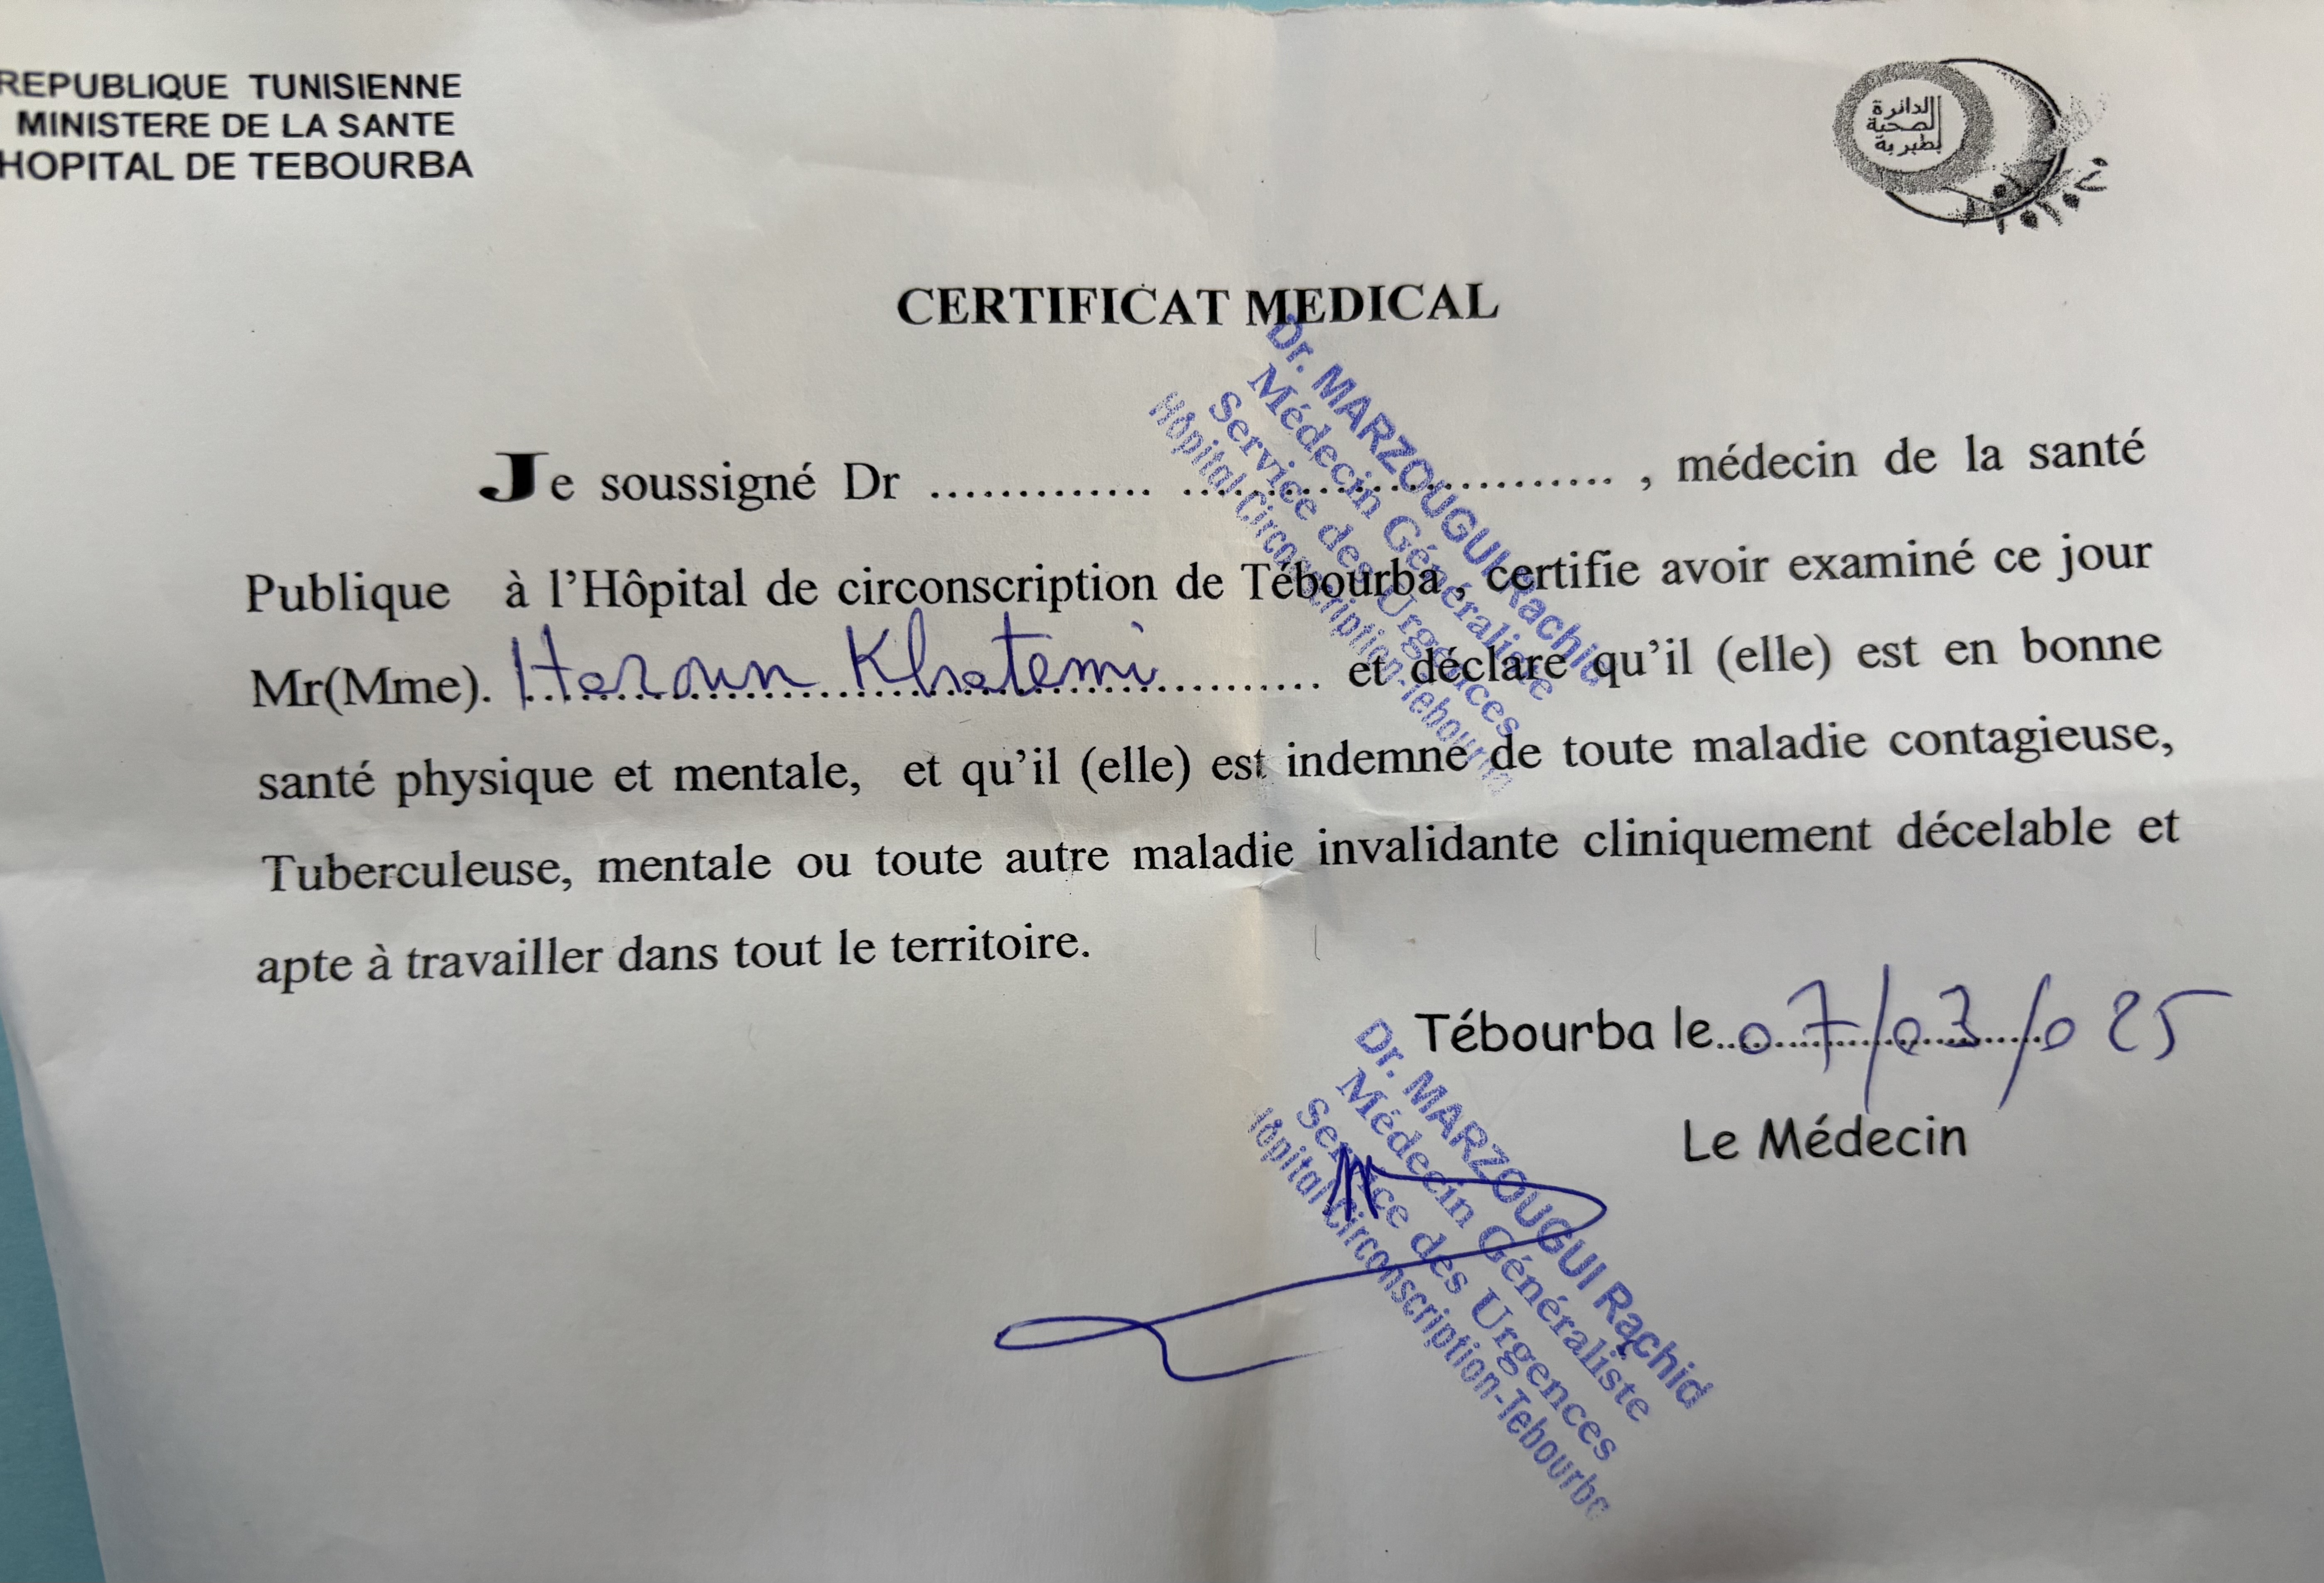 REPUBLIQUE TUNISIENNE
MINISTERE DE LA SANTE
HOPITAL DE TEBOURBA
الدائرة
الصحية
بطبربة
CERTIFICAT MEDICAL
Dr. MARZOUGUI Rachid
Médecin Généraliste
Service des Urgences
Hôpital Circonscription-Tebourba
Je soussigné Dr ............. ......................... , médecin de la santé
Publique à l'Hôpital de circonscription de Tébourba, certifie avoir examiné ce jour
Mr(Mme). Haroun Khatemi et déclare qu'il (elle) est en bonne
santé physique et mentale, et qu'il (elle) est indemne de toute maladie contagieuse,
Tuberculeuse, mentale ou toute autre maladie invalidante cliniquement décelable et
apte à travailler dans tout le territoire.
Tébourba le 07/03/025
Le Médecin
Dr. MARZOUGUI Rachid
Médecin Généraliste
Service des Urgences
Hôpital Circonscription-Tebourba